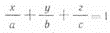 x/a + y/b + z/c = 1